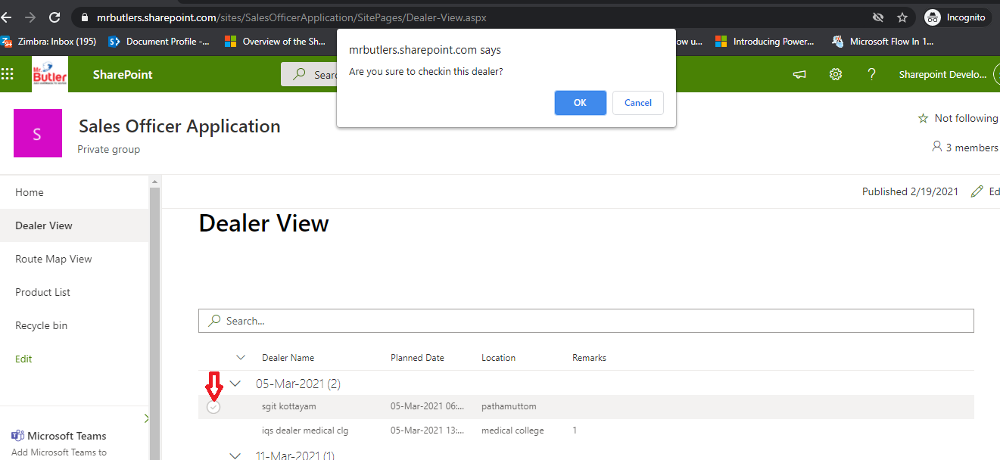 mrbutlers.sharepoint.com/sites/SalesOfficerApplication/SitePages/Dealer-View.aspx
Incognito
Zimbra: Inbox (195)
Document Profile -...
Overview of the Sh...
ow u...
Introducing Power...
Microsoft Flow In 1...
mrbutlers.sharepoint.com says
Are you sure to checkin this dealer?
OK
Cancel
Mr. Butler
SharePoint
Sear
?
Sharepoint Develo...
S
Sales Officer Application
Private group
Not following
3 members
Home
Dealer View
Route Map View
Product List
Recycle bin
Edit
Microsoft Teams
Add Microsoft Teams to
Published 2/19/2021
Ed
Dealer View
Search...
Dealer Name Planned Date Location Remarks
05-Mar-2021 (2)
sgit kottayam 05-Mar-2021 06:... pathamuttom
iqs dealer medical clg 05-Mar-2021 13:... medical college 1
11-Mar-2021 (1)